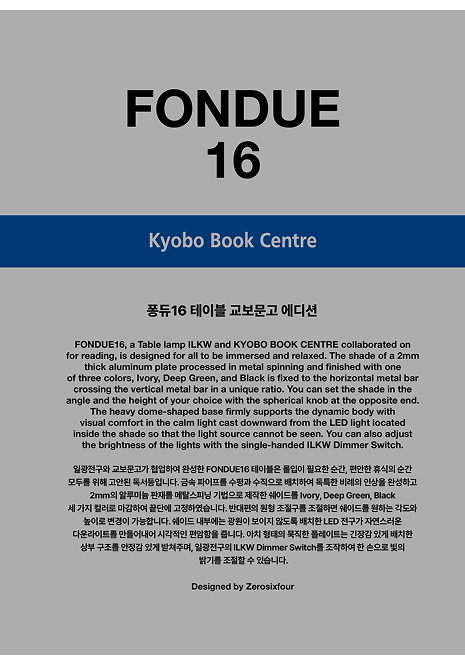 FONDUE
16
Kyobo Book Centre
퐁듀16 테이블 교보문고 에디션
FONDUE16, a Table lamp ILKW and KYOBO BOOK CENTRE collaborated on
for reading, is designed for all to be immersed and relaxed. The shade of a 2mm
thick aluminum plate processed in metal spinning and finished with one
of three colors, Ivory, Deep Green, and Black is fixed to the horizontal metal bar
crossing the vertical metal bar in a unique ratio. You can set the shade in the
angle and the height of your choice with the spherical knob at the opposite end.
The heavy dome-shaped base firmly supports the dynamic body with
visual comfort in the calm light cast downward from the LED light located
inside the shade so that the light source cannot be seen. You can also adjust
the brightness of the lights with the single-handed ILKW Dimmer Switch.
일광전구와 교보문고가 협업하여 완성한 FONDUE16 테이블은 몰입이 필요한 순간, 편안한 휴식의 순간
모두를 위해 고안된 독서등입니다. 금속 파이프를 수평과 수직으로 배치하여 독특한 비례의 인상을 완성하고
2mm의 알루미늄 판재를 메탈스피닝 기법으로 제작한 쉐이드를 Ivory, Deep Green, Black
세 가지 컬러로 마감하여 끝단에 고정하였습니다. 반대편의 원형 조절구를 조절하면 쉐이드를 원하는 각도와
높이로 변경이 가능합니다. 쉐이드 내부에는 광원이 보이지 않도록 배치한 LED 전구가 자연스러운
다운라이트를 만들어내어 시각적인 편암함을 줍니다. 아치 형태의 묵직한 플레이트는 긴장감 있게 배치한
상부 구조를 안정감 있게 받쳐주며, 일광전구의 ILKW Dimmer Switch를 조작하여 한 손으로 빛의
밝기를 조절할 수 있습니다.
Designed by Zerosixfour